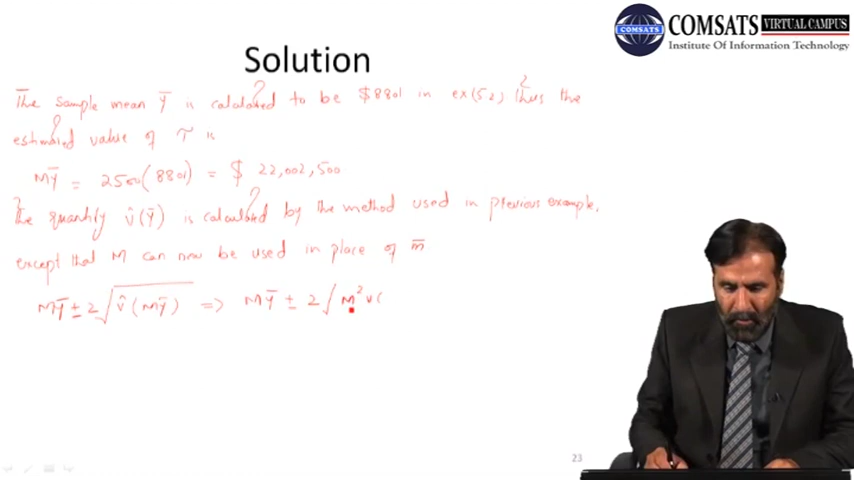 COMSATS VIRTUAL CAMPUS
COMSATS
Institute Of Information Technology
Solution
The sample mean ȳ is calculated to be $8801 in ex(5.2) thus the
estimated value of τ is
Mȳ = 2500(8801) = $ 22,002,500
The quantity v̂(ȳ) is calculated by the method used in previous example,
except that M can now be used in place of m̄
Mȳ ± 2√v̂(Mȳ) => Mȳ ± 2√M²v(
23